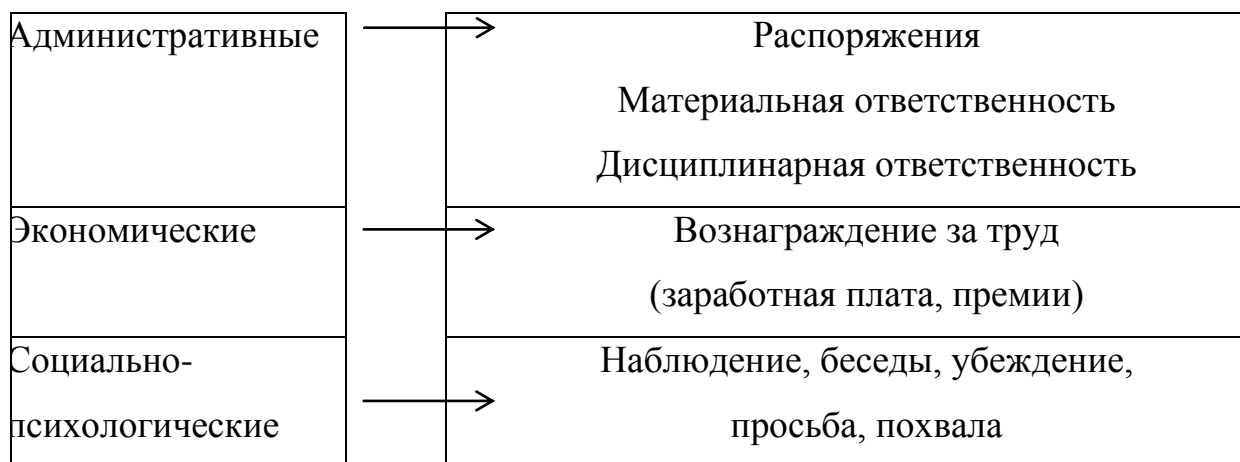 Административные
Распоряжения
Материальная ответственность
Дисциплинарная ответственность
Экономические
Вознаграждение за труд
(заработная плата, премии)
Социально-
психологические
Наблюдение, беседы, убеждение,
просьба, похвала